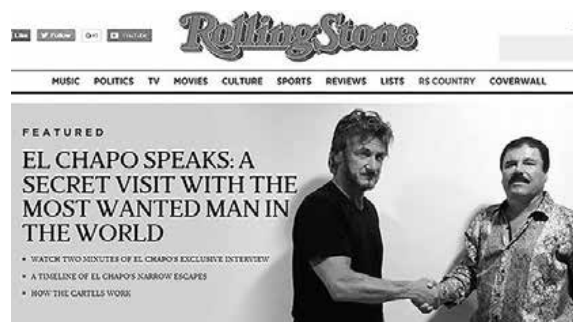 Like Follow G+1 YouTube
RollingStone
MUSIC POLITICS TV MOVIES CULTURE SPORTS REVIEWS LISTS RS COUNTRY COVERWALL
FEATURED
EL CHAPO SPEAKS: A
SECRET VISIT WITH THE
MOST WANTED MAN IN
THE WORLD
WATCH TWO MINUTES OF EL CHAPO'S EXCLUSIVE INTERVIEW
A TIMELINE OF EL CHAPO'S NARROW ESCAPES
HOW THE CARTELS WORK